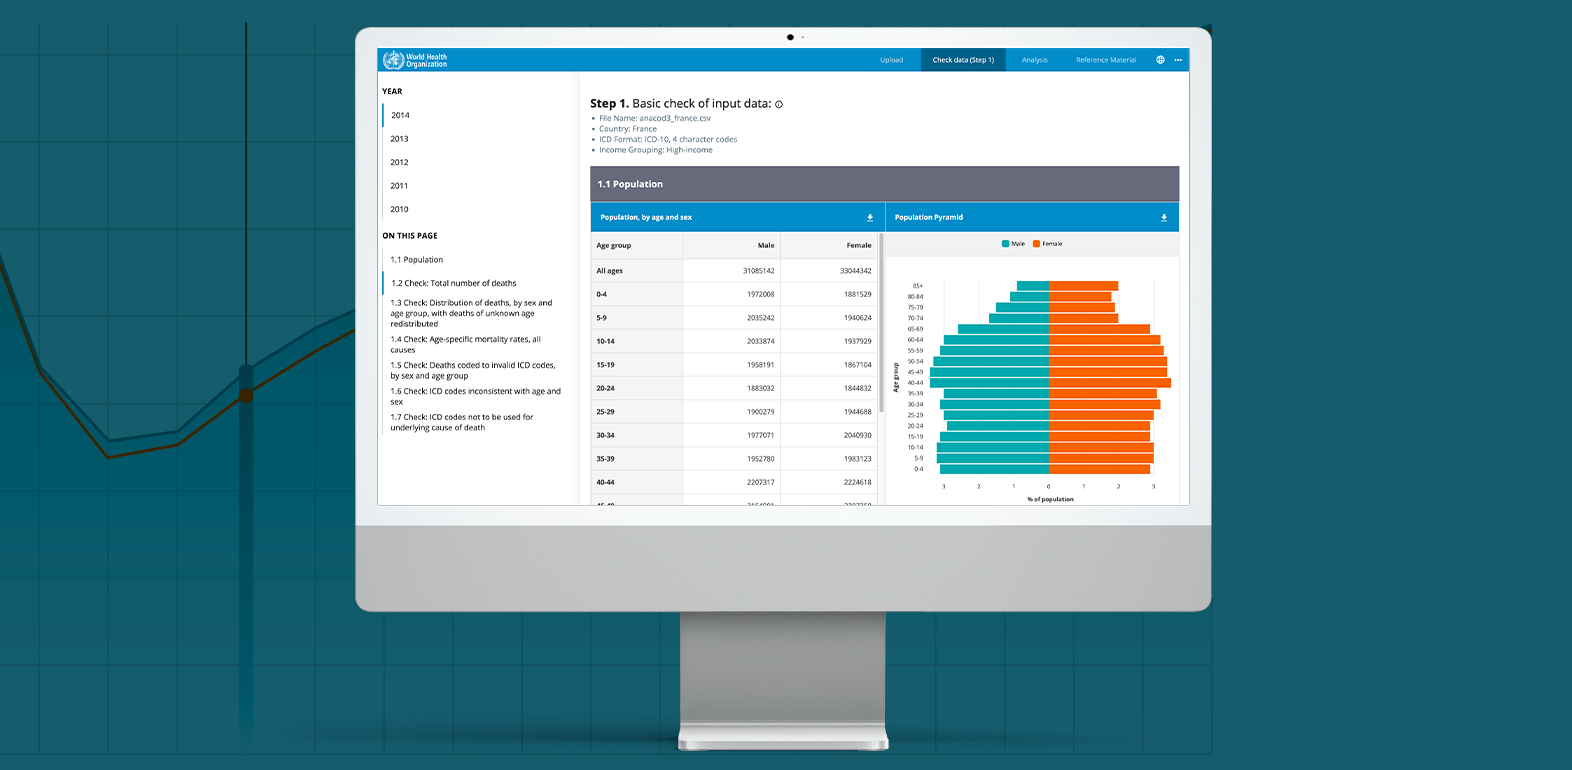 World Health
Organization
Upload
Check data (Step 1)
Analysis
Reference Material
YEAR
2014
2013
2012
2011
2010
ON THIS PAGE
1.1 Population
1.2 Check: Total number of deaths
1.3 Check: Distribution of deaths, by sex and
age group, with deaths of unknown age
redistributed
1.4 Check: Age-specific mortality rates, all
causes
1.5 Check: Deaths coded to invalid ICD codes,
by sex and age group
1.6 Check: ICD codes inconsistent with age and
sex
1.7 Check: ICD codes not to be used for
underlying cause of death
Step 1. Basic check of input data:
• File Name: anacod3_france.csv
• Country: France
• ICD Format: ICD-10, 4 character codes
• Income Grouping: High-income
1.1 Population
Population, by age and sex
Age group Male Female
All ages 31085142 33044342
0-4 1972008 1881529
5-9 2035242 1940624
10-14 2033874 1937929
15-19 1958191 1867104
20-24 1883032 1844832
25-29 1900279 1944688
30-34 1977071 2040930
35-39 1952780 1983123
40-44 2207317 2224618
Population Pyramid
Male Female
Age group
85+
80-84
75-79
70-74
65-69
60-64
55-59
50-54
45-49
40-44
35-39
30-34
25-29
20-24
15-19
10-14
5-9
0-4
3 2 1 0 1 2 3
% of population